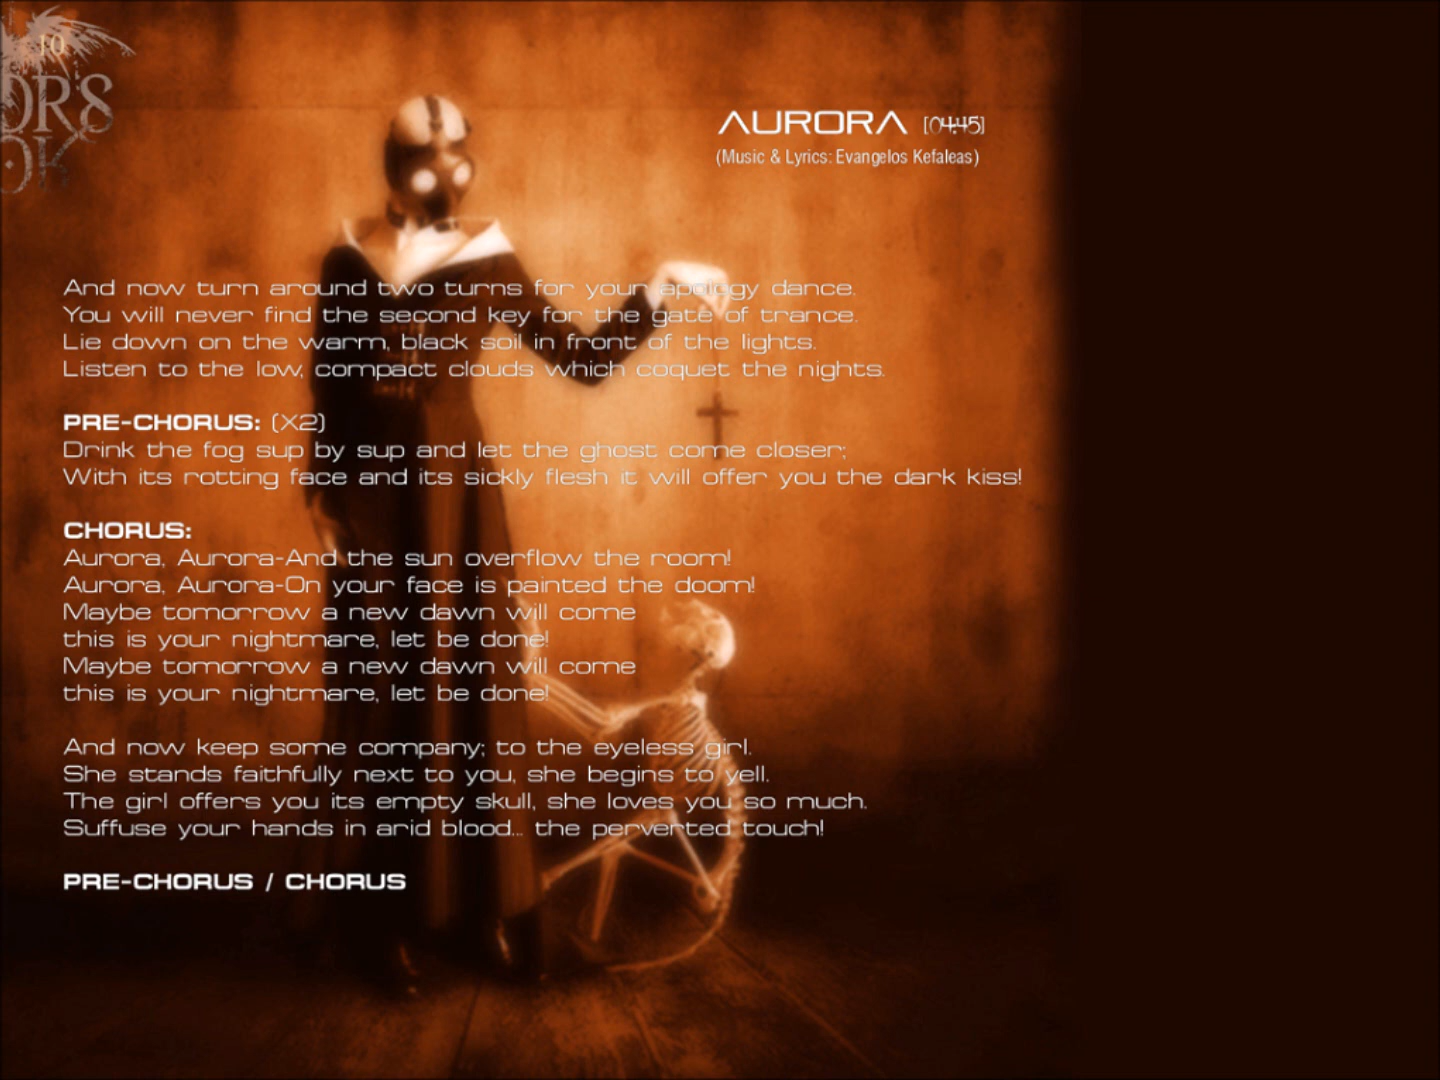 10
ORS
OK
AURORA [04:45]
(Music & Lyrics: Evangelos Kefaleas)
And now turn around two turns for your apology dance.
You will never find the second key for the gate of trance.
Lie down on the warm, black soil in front of the lights.
Listen to the low, compact clouds which coquet the nights.
PRE-CHORUS: (X2)
Drink the fog sup by sup and let the ghost come closer;
With its rotting face and its sickly flesh it will offer you the dark kiss!
CHORUS:
Aurora, Aurora-And the sun overflow the room!
Aurora, Aurora-On your face is painted the doom!
Maybe tomorrow a new dawn will come
this is your nightmare, let be done!
Maybe tomorrow a new dawn will come
this is your nightmare, let be done!
And now keep some company; to the eyeless girl.
She stands faithfully next to you, she begins to yell.
The girl offers you its empty skull, she loves you so much.
Suffuse your hands in arid blood... the perverted touch!
PRE-CHORUS / CHORUS